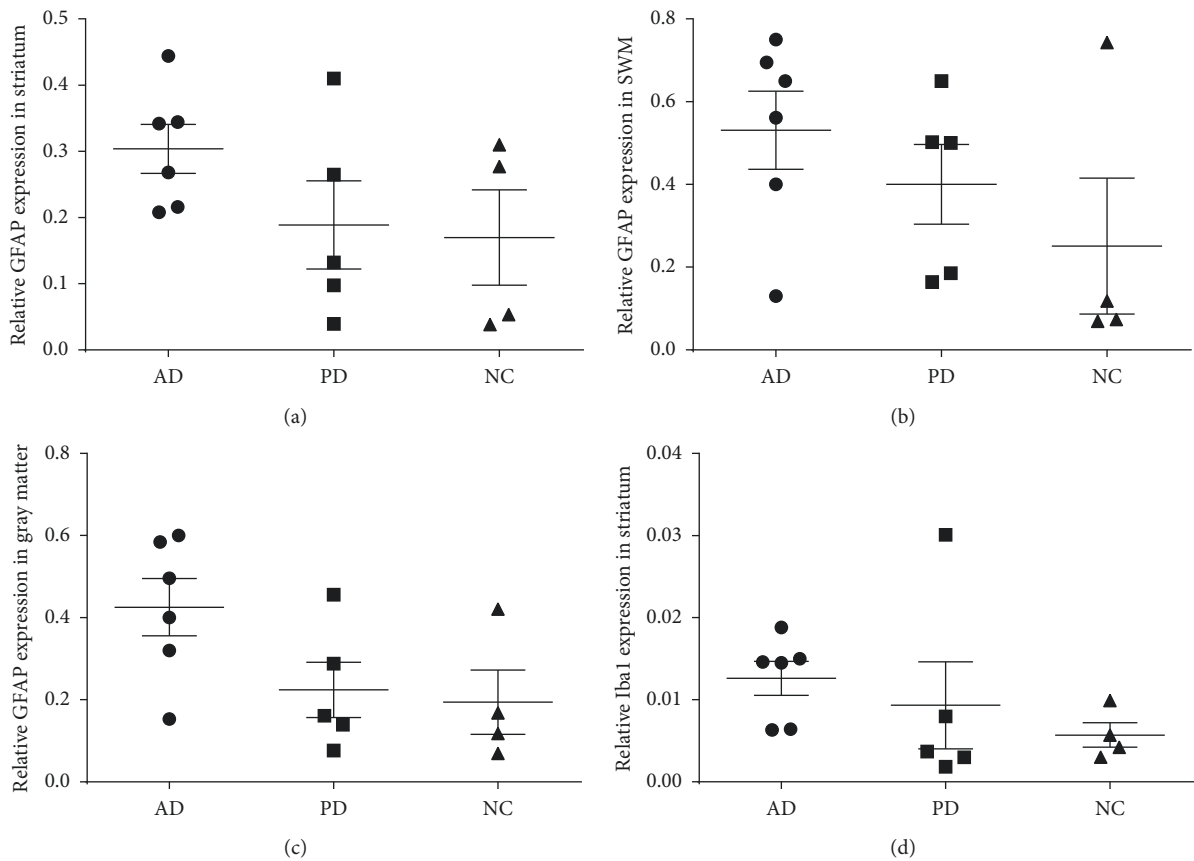 Relative GFAP expression in striatum
0.5
0.4
0.3
0.2
0.1
0.0
AD PD NC
(a)
Relative GFAP expression in SWM
0.8
0.6
0.4
0.2
0.0
AD PD NC
(b)
Relative GFAP expression in gray matter
0.8
0.6
0.4
0.2
0.0
AD PD NC
(c)
Relative Iba1 expression in striatum
0.04
0.03
0.02
0.01
0.00
AD PD NC
(d)